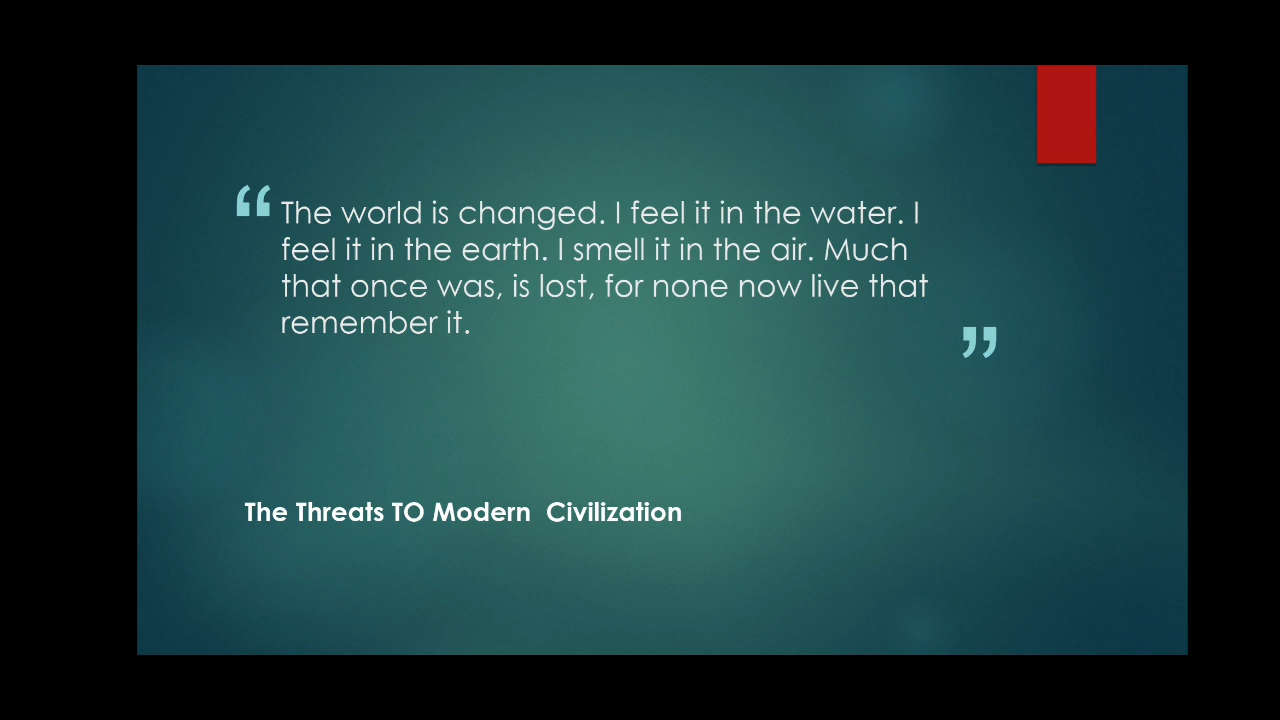 “The world is changed. I feel it in the water. I
feel it in the earth. I smell it in the air. Much
that once was, is lost, for none now live that
remember it.”
The Threats TO Modern  Civilization